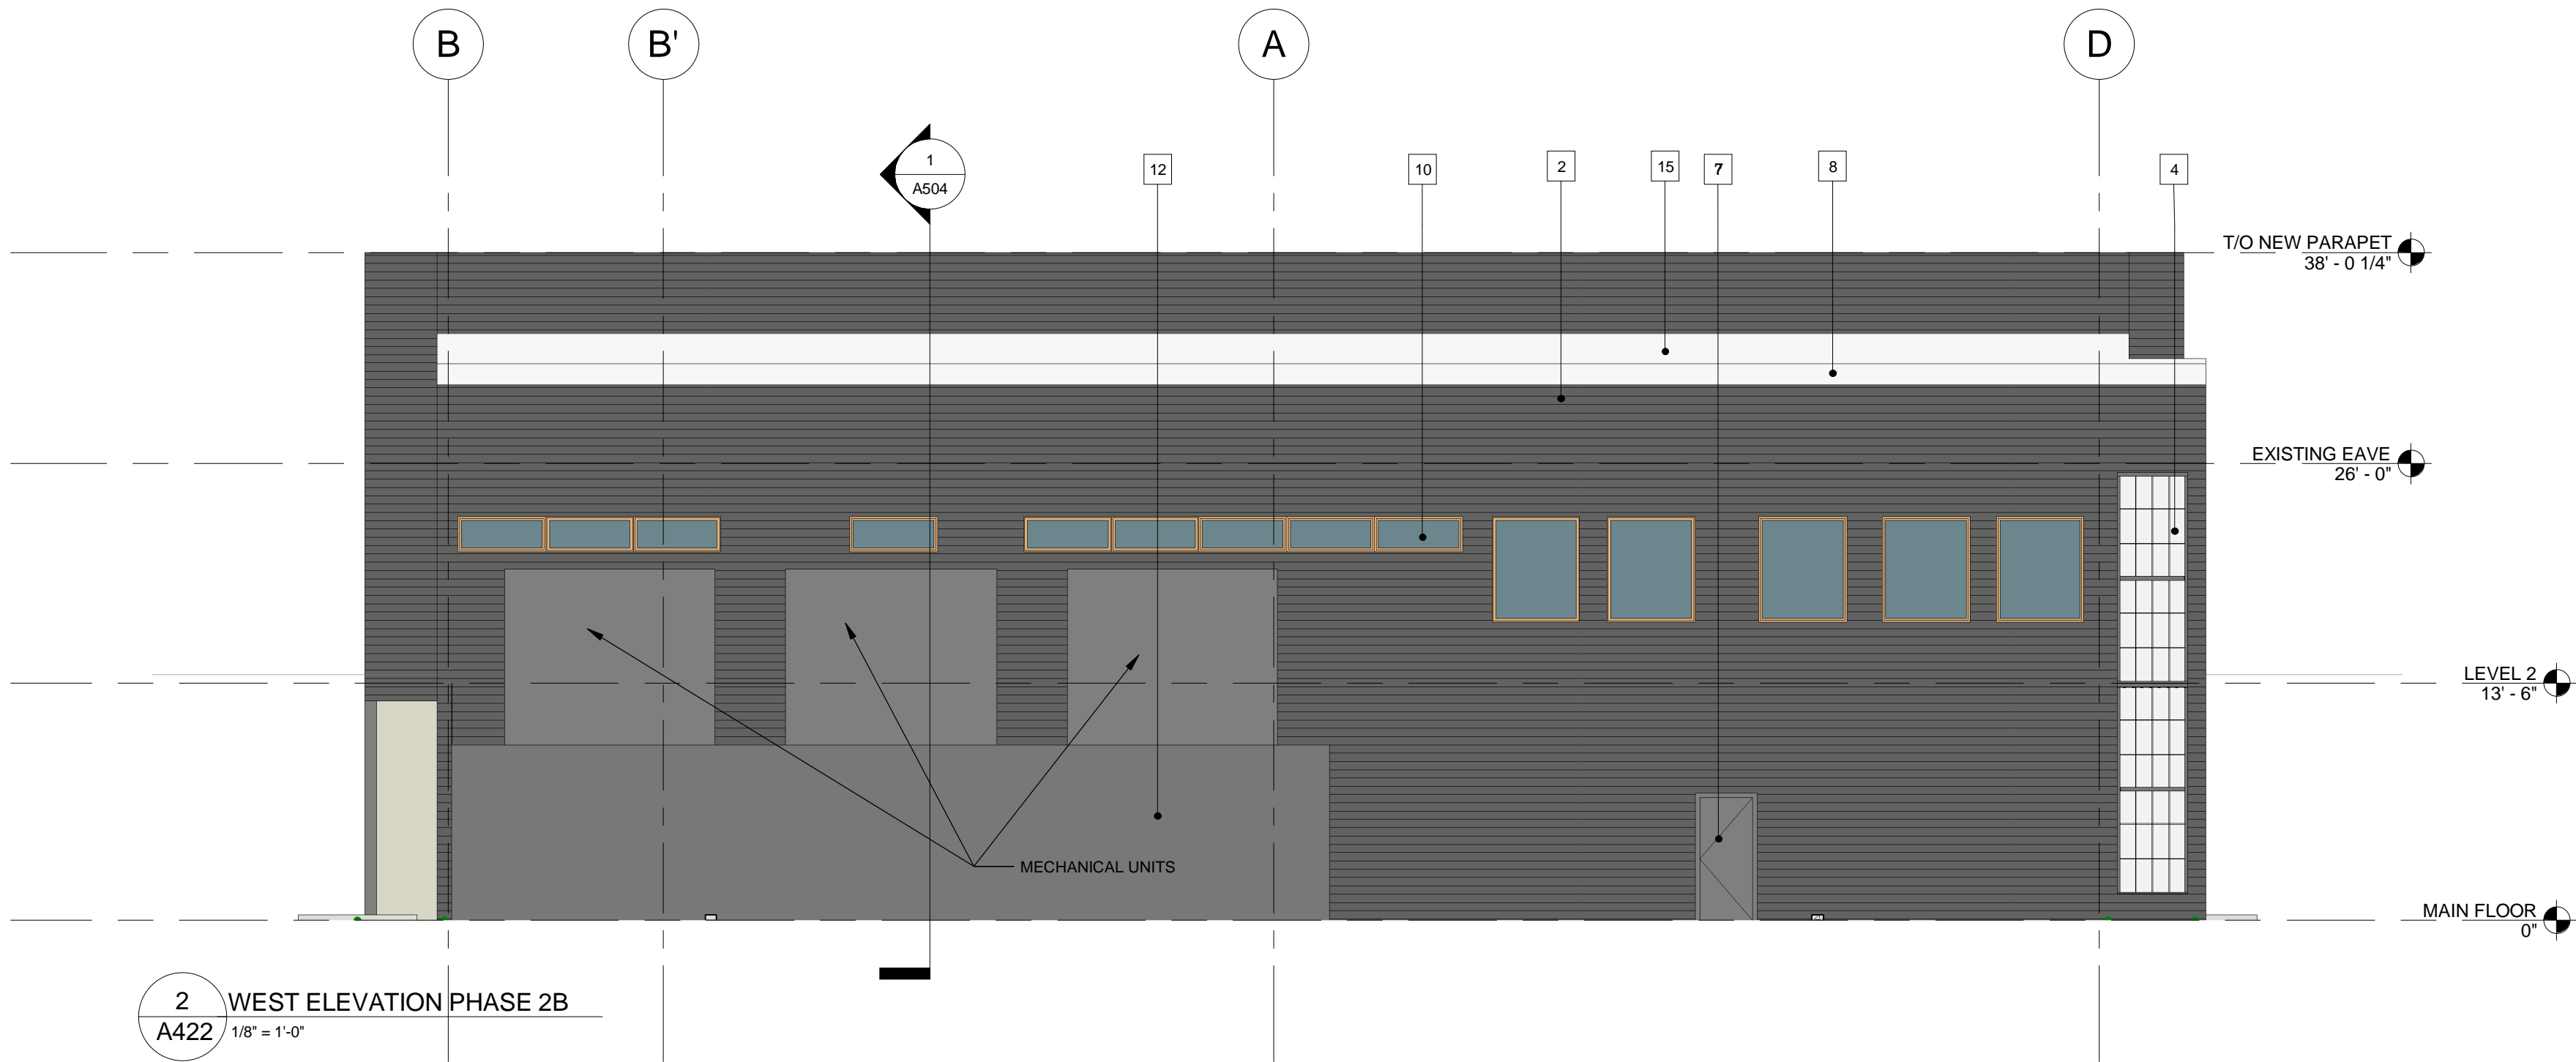 B
B'
A
D
1
A504
12
10
2
15
7
8
4
T/O NEW PARAPET
38' - 0 1/4"
EXISTING EAVE
26' - 0"
LEVEL 2
13' - 6"
MECHANICAL UNITS
MAIN FLOOR
0"
2
WEST ELEVATION PHASE 2B
A422
1/8" = 1'-0"